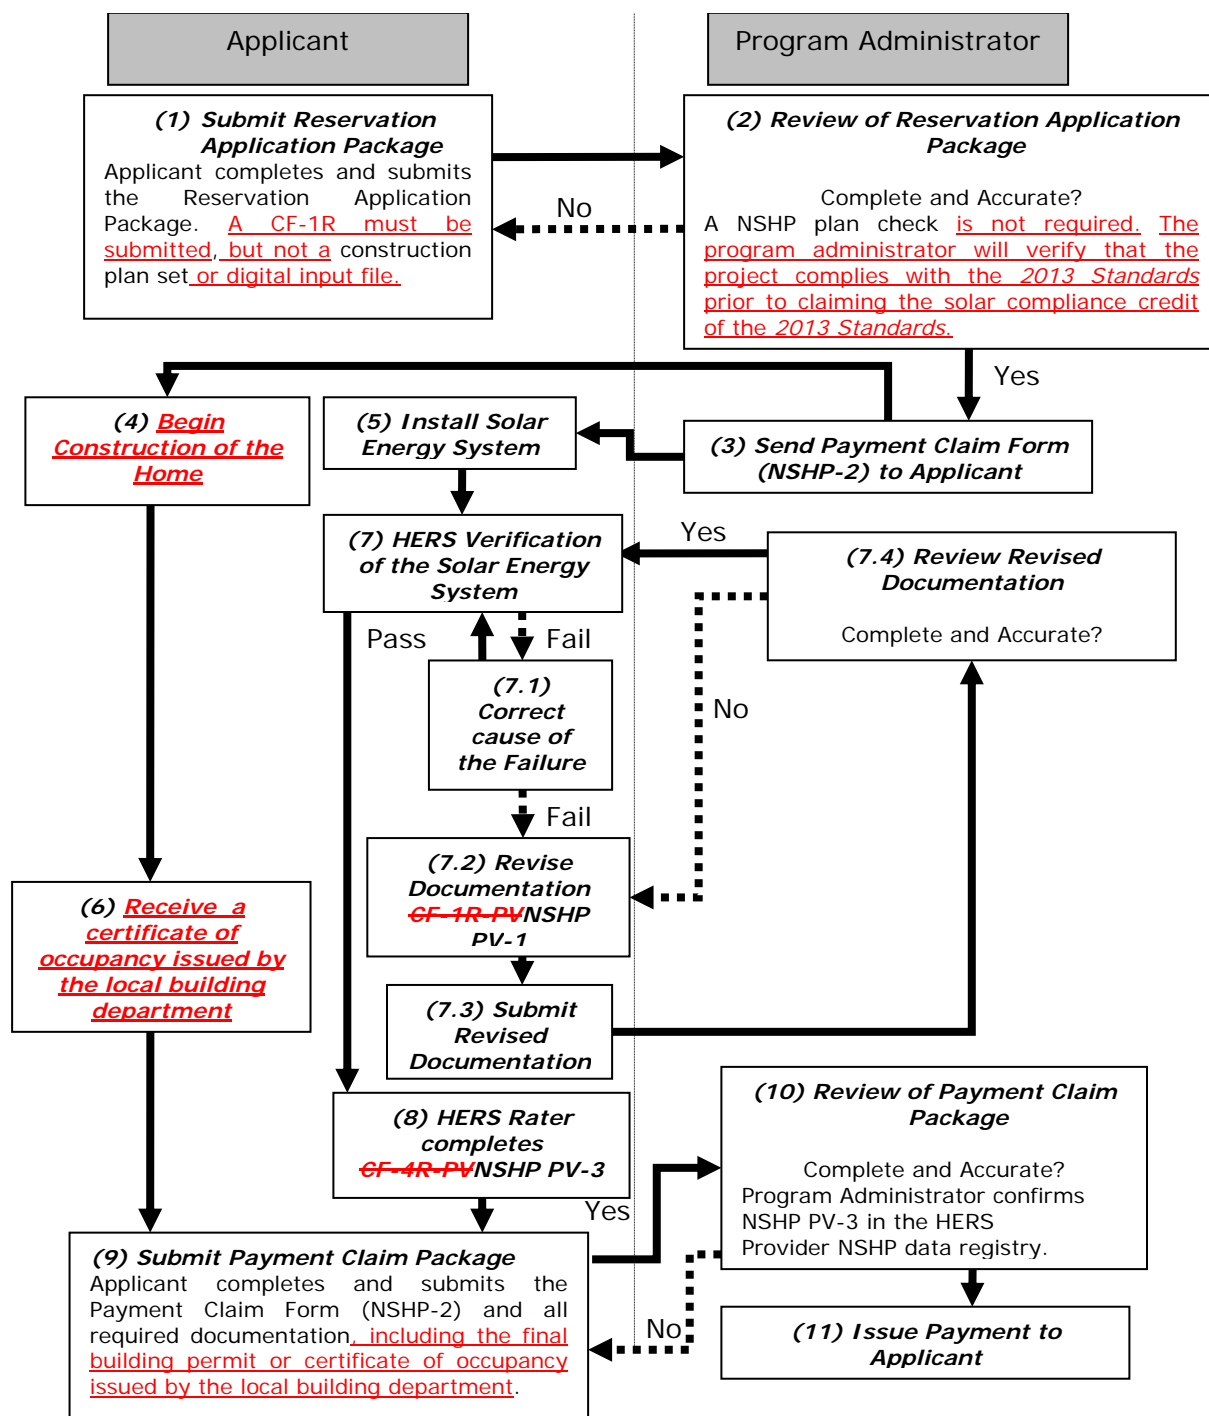 Applicant
Program Administrator
(1) Submit Reservation
Application Package
Applicant completes and submits
the Reservation Application
Package. A CF-1R must be
submitted, but not a construction
plan set or digital input file.
(2) Review of Reservation Application
Package
Complete and Accurate?
A NSHP plan check is not required. The
program administrator will verify that the
project complies with the 2013 Standards
prior to claiming the solar compliance credit
of the 2013 Standards.
No
Yes
(4) Begin
Construction of the
Home
(5) Install Solar
Energy System
(3) Send Payment Claim Form
(NSHP-2) to Applicant
(7) HERS Verification
of the Solar Energy
System
Yes
(7.4) Review Revised
Documentation
Complete and Accurate?
Pass
Fail
(7.1)
Correct
cause of
the Failure
No
Fail
(7.2) Revise
Documentation
CF-1R-PVNSHP
PV-1
(6) Receive a
certificate of
occupancy issued by
the local building
department
(7.3) Submit
Revised
Documentation
(8) HERS Rater
completes
CF-4R-PVNSHP PV-3
(10) Review of Payment Claim
Package
Complete and Accurate?
Program Administrator confirms
NSHP PV-3 in the HERS
Provider NSHP data registry.
Yes
(9) Submit Payment Claim Package
Applicant completes and submits the
Payment Claim Form (NSHP-2) and all
required documentation, including the final
building permit or certificate of occupancy
issued by the local building department.
No
(11) Issue Payment to
Applicant